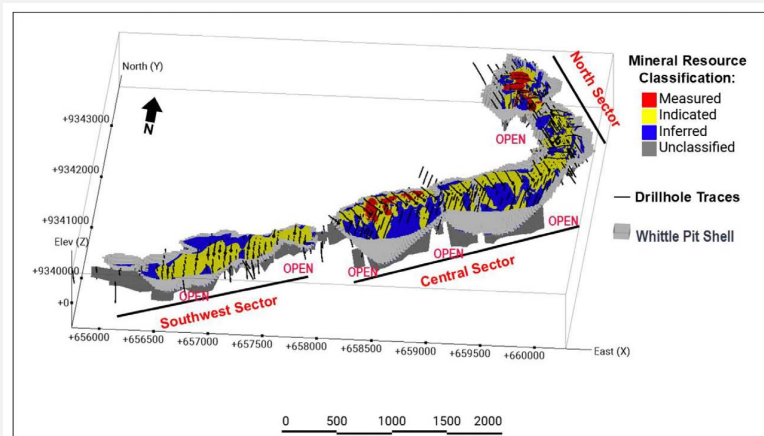 North (Y)
N
+9343000
+9342000
+9341000
Elev (Z)
+9340000
+0
+656000
+656500
+657000
+657500
+658000
+658500
+659000
+659500
+660000
East (X)
OPEN
OPEN
OPEN
OPEN
OPEN
OPEN
Southwest Sector
Central Sector
North Sector
Mineral Resource
Classification:
Measured
Indicated
Inferred
Unclassified
Drillhole Traces
Whittle Pit Shell
0 500 1000 1500 2000